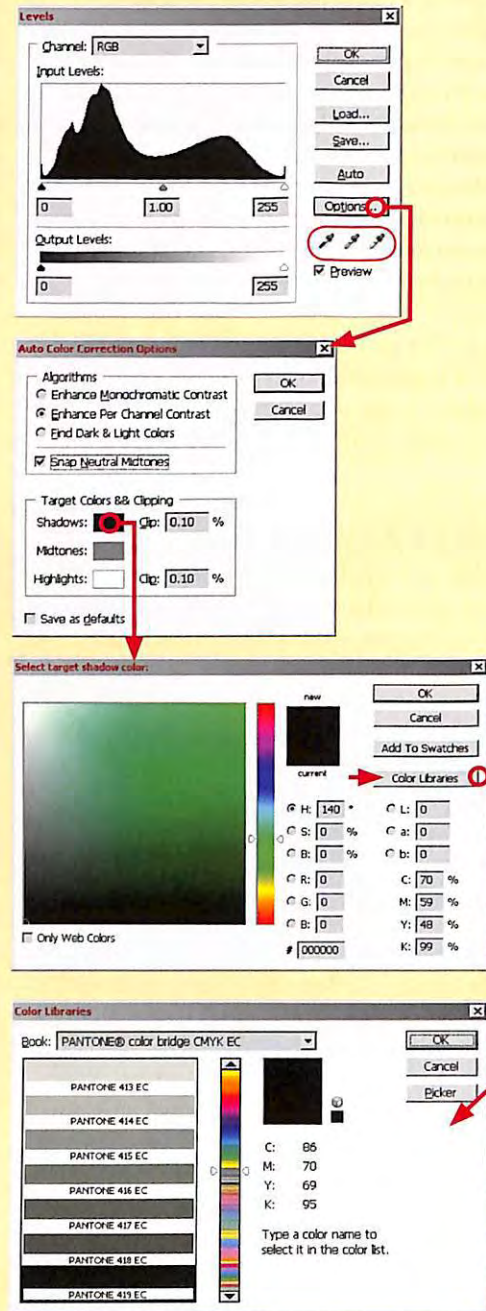 Levels
Channel: RGB
Input Levels:
0 1.00 255
Output Levels:
0 255
OK
Cancel
Load...
Save...
Auto
Options...
Preview
Auto Color Correction Options
Algorithms
Enhance Monochromatic Contrast
Enhance Per Channel Contrast
Find Dark & Light Colors
Snap Neutral Midtones
Target Colors && Clipping
Shadows: Clip: 0.10 %
Midtones:
Highlights: Clip: 0.10 %
Save as defaults
OK
Cancel
Select target shadow color:
new
current
OK
Cancel
Add To Swatches
Color Libraries
H: 140 ° L: 0
S: 0 % a: 0
B: 0 % b: 0
R: 0 C: 70 %
G: 0 M: 59 %
B: 0 Y: 48 %
# 000000 K: 99 %
Only Web Colors
Color Libraries
Book: PANTONE® color bridge CMYK EC
PANTONE 413 EC
PANTONE 414 EC
PANTONE 415 EC
PANTONE 416 EC
PANTONE 417 EC
PANTONE 418 EC
PANTONE 419 EC
OK
Cancel
Picker
C: 86
M: 70
Y: 69
K: 95
Type a color name to
select it in the color list.